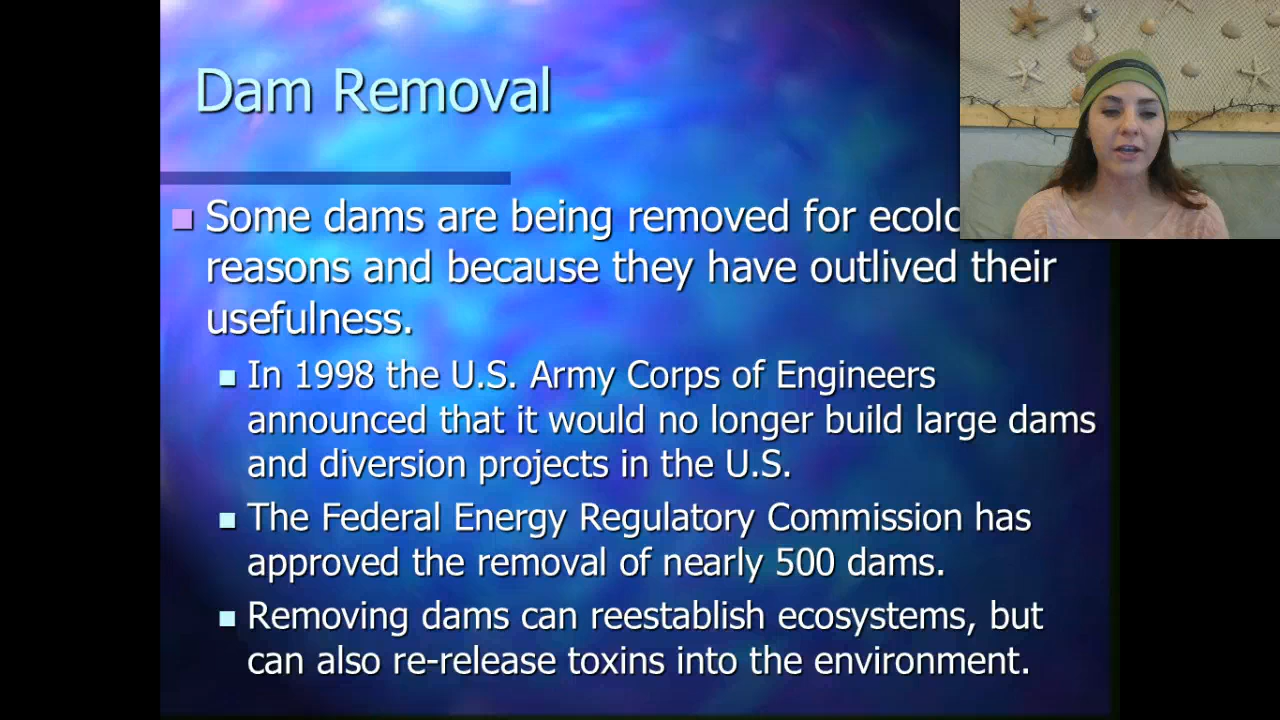 Dam Removal
Some dams are being removed for
reasons and because they have outlived their
usefulness.
In 1998 the U.S. Army Corps of Engineers
announced that it would no longer build large dams
and diversion projects in the U.S.
The Federal Energy Regulatory Commission has
approved the removal of nearly 500 dams.
Removing dams can reestablish ecosystems, but
can also re-release toxins into the environment.